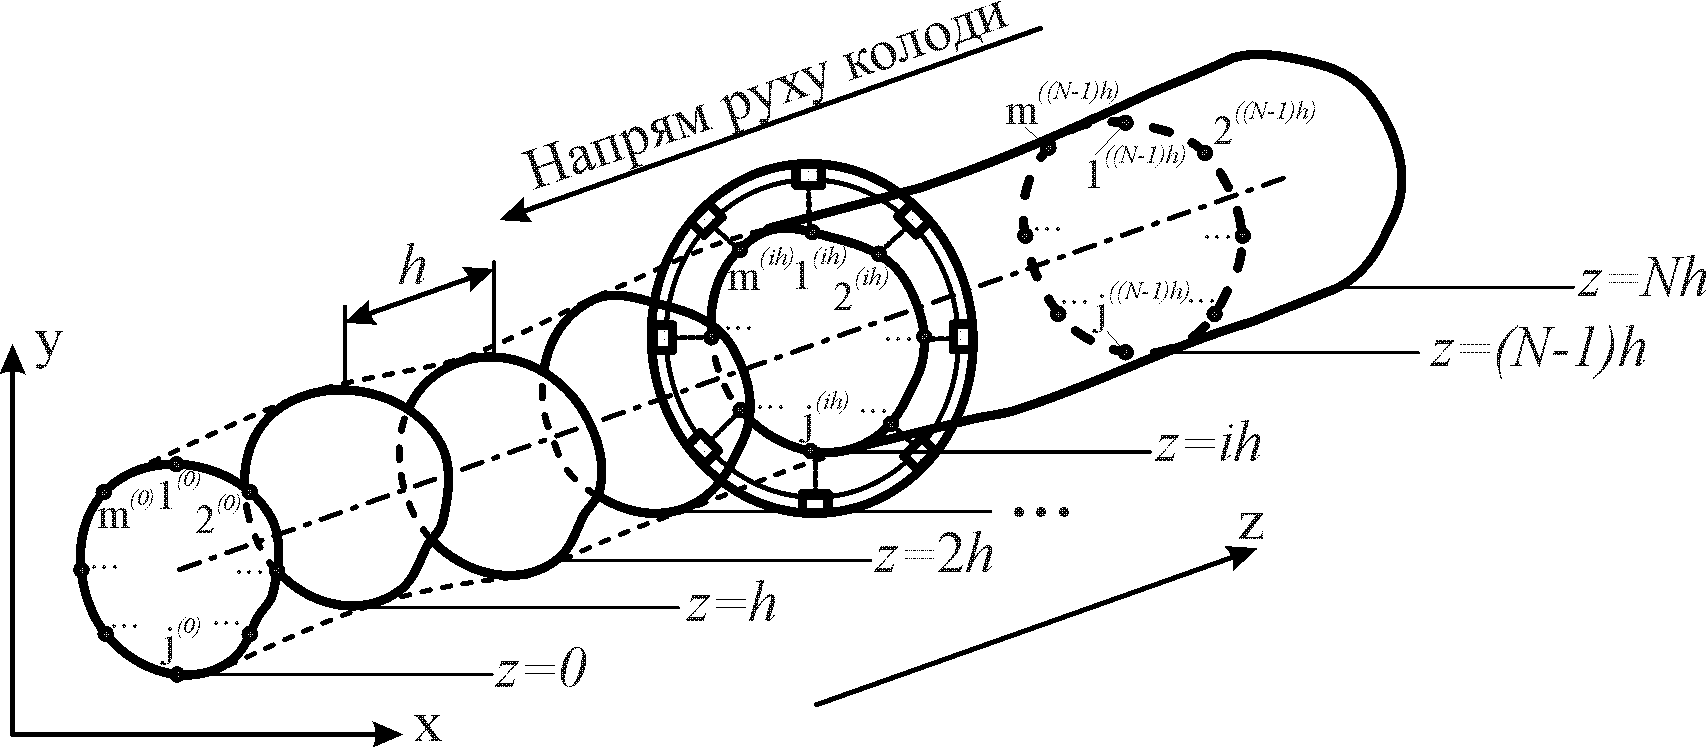 Напрям руху колоди
m^((N-1)h)
2^((N-1)h)
1^((N-1)h)
... ...
... ...
j^((N-1)h)
z=Nh
z=(N-1)h
h
m^(ih) 1^(ih)
2^(ih)
... ...
... ...
j^(ih)
z=ih
...
z=2h
z=h
z=0
m^(0) 1^(0)
2^(0)
... ...
... ...
j^(0)
y
x
z